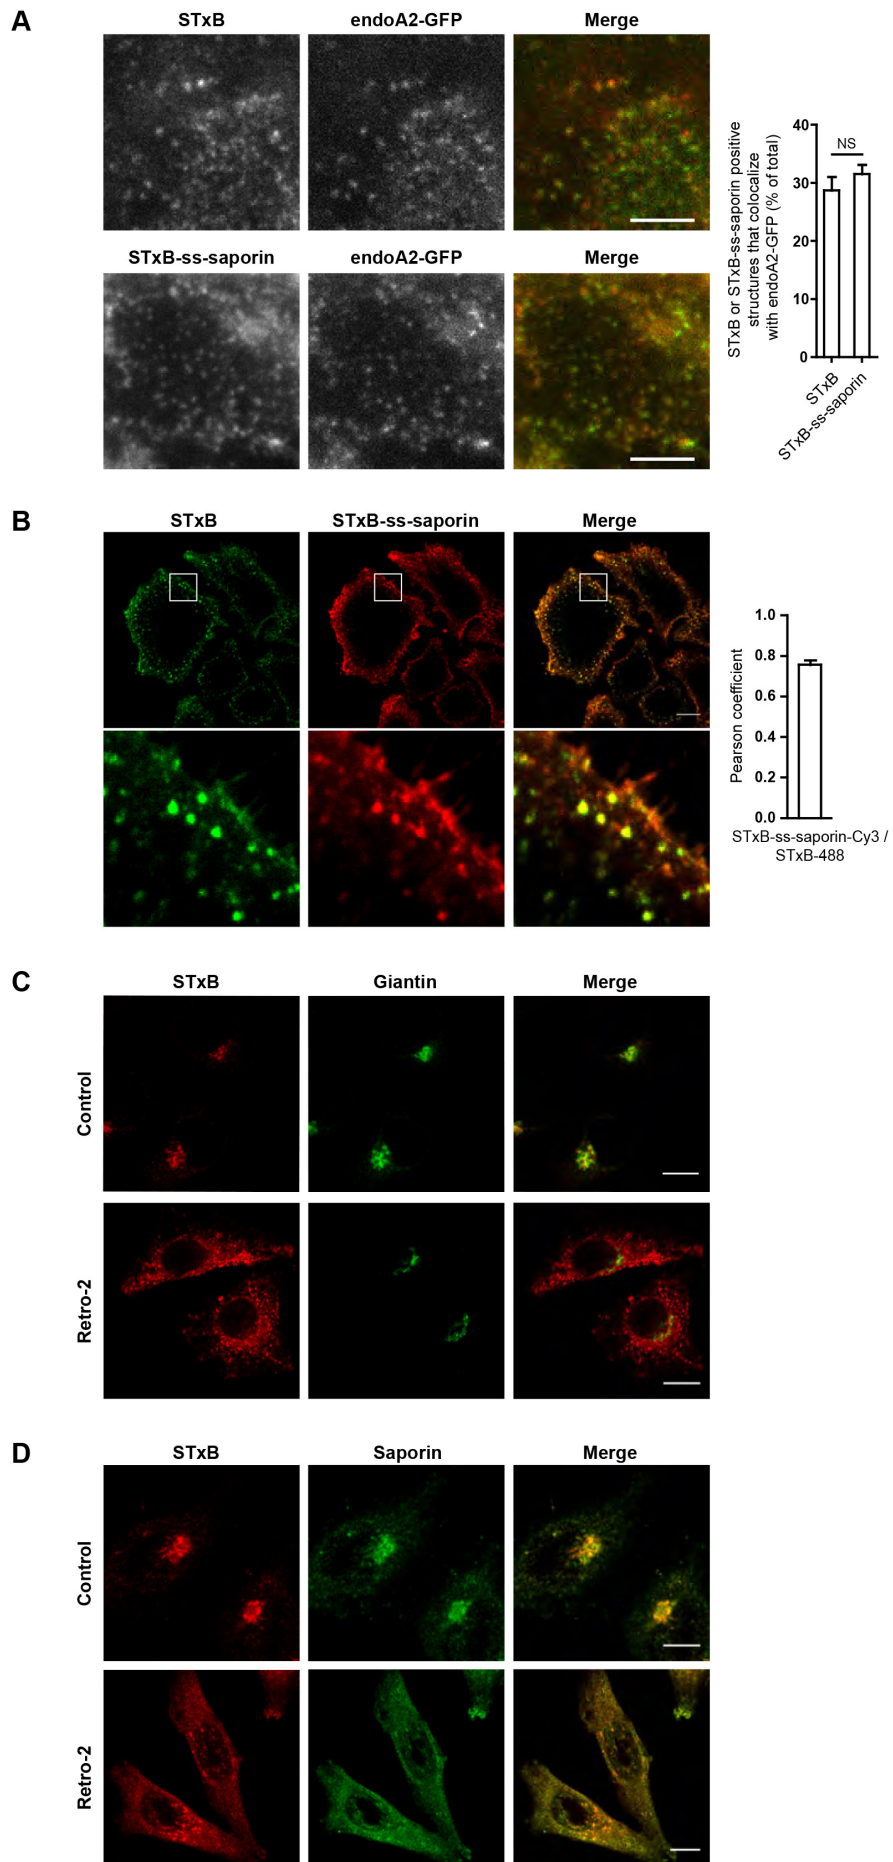 A
STxB
endoA2-GFP
Merge
STxB-ss-saporin
endoA2-GFP
Merge
STxB or STxB-ss-saporin positive
structures that colocalize
with endoA2-GFP (% of total)
40
30
20
10
0
NS
STxB
STxB-ss-saporin
B
STxB
STxB-ss-saporin
Merge
Pearson coefficient
1.0
0.8
0.6
0.4
0.2
0.0
STxB-ss-saporin-Cy3 /
STxB-488
C
STxB
Giantin
Merge
Control
Retro-2
D
STxB
Saporin
Merge
Control
Retro-2